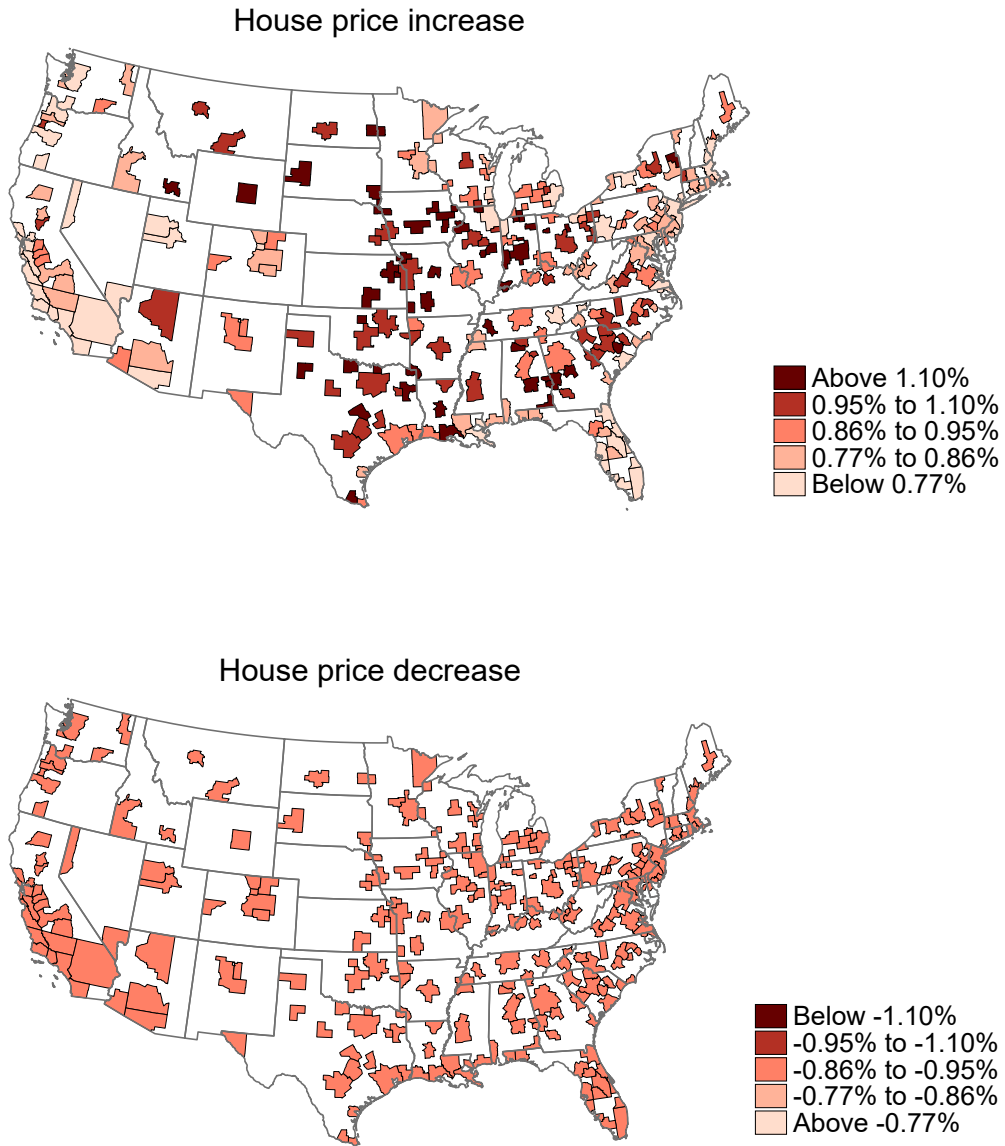 House price increase
Above 1.10%
0.95% to 1.10%
0.86% to 0.95%
0.77% to 0.86%
Below 0.77%
House price decrease
Below -1.10%
-0.95% to -1.10%
-0.86% to -0.95%
-0.77% to -0.86%
Above -0.77%